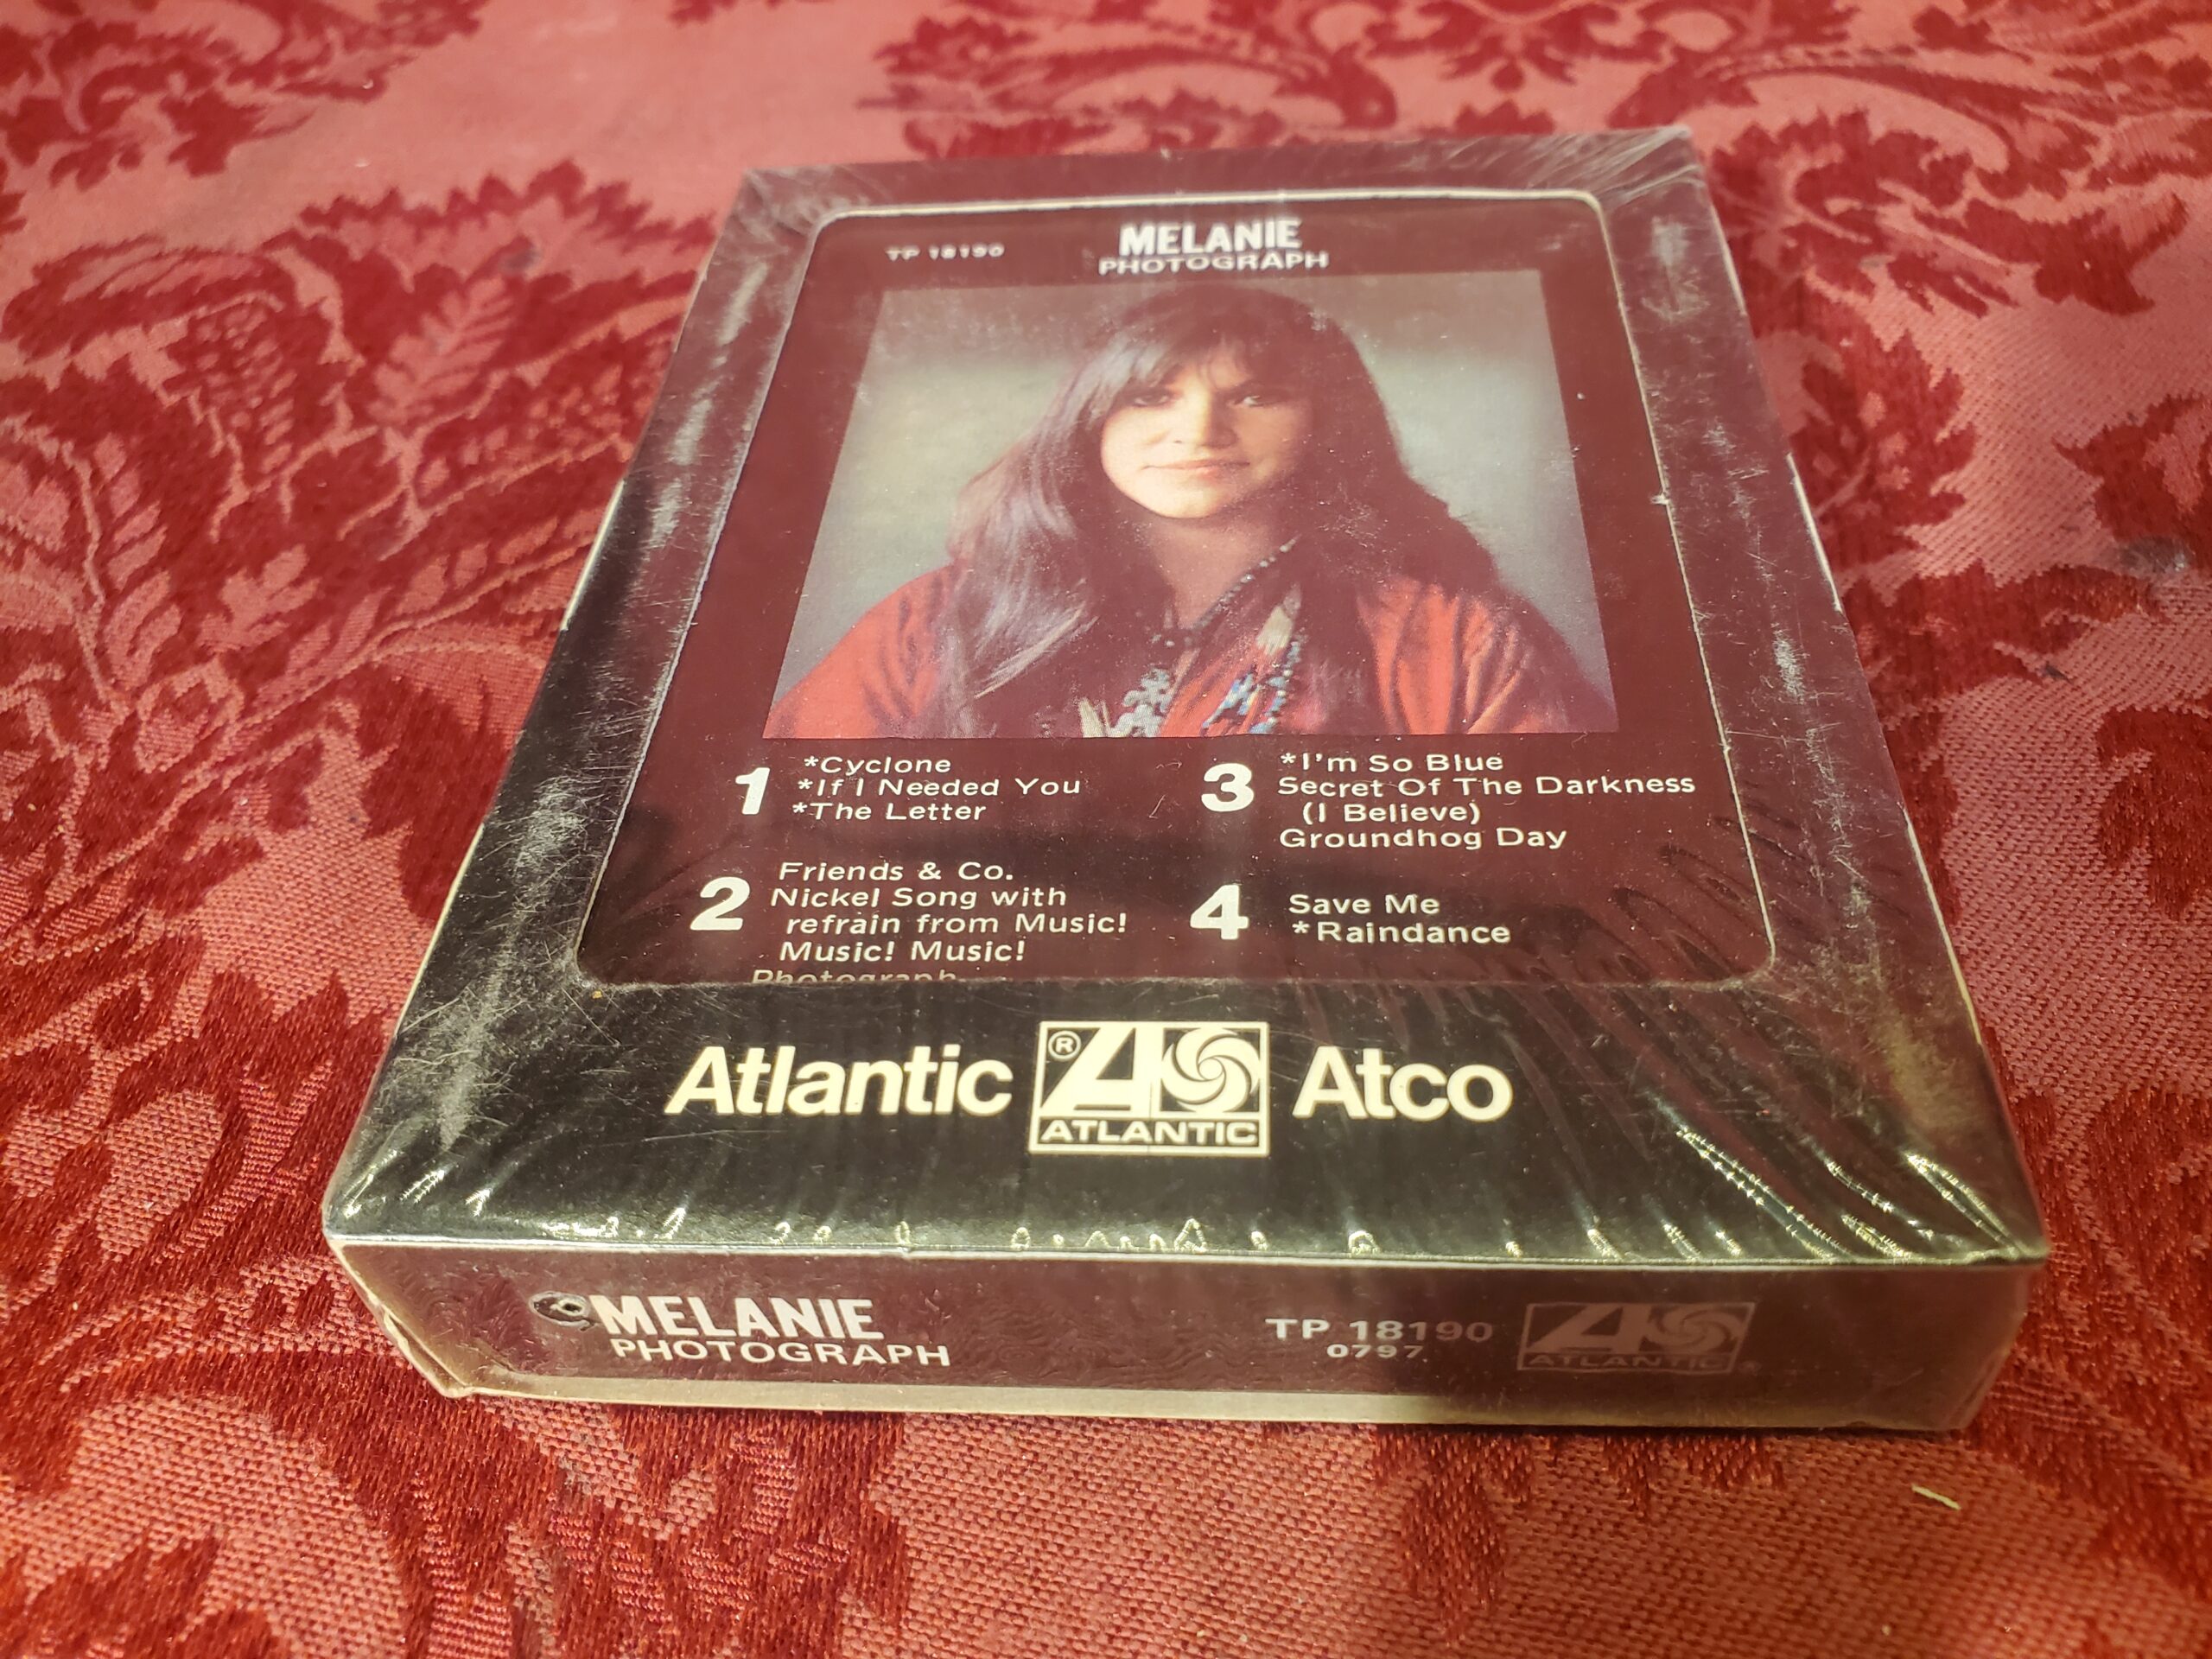 TP 18190
MELANIE
PHOTOGRAPH
1
*Cyclone
*If I Needed You
*The Letter
2
Friends & Co.
Nickel Song with
refrain from Music!
Music! Music!
Photograph
3
*I'm So Blue
Secret Of The Darkness
(I Believe)
Groundhog Day
4
Save Me
*Raindance
Atlantic
®
ATLANTIC
Atco
MELANIE
PHOTOGRAPH
TP 18190
0797
ATLANTIC